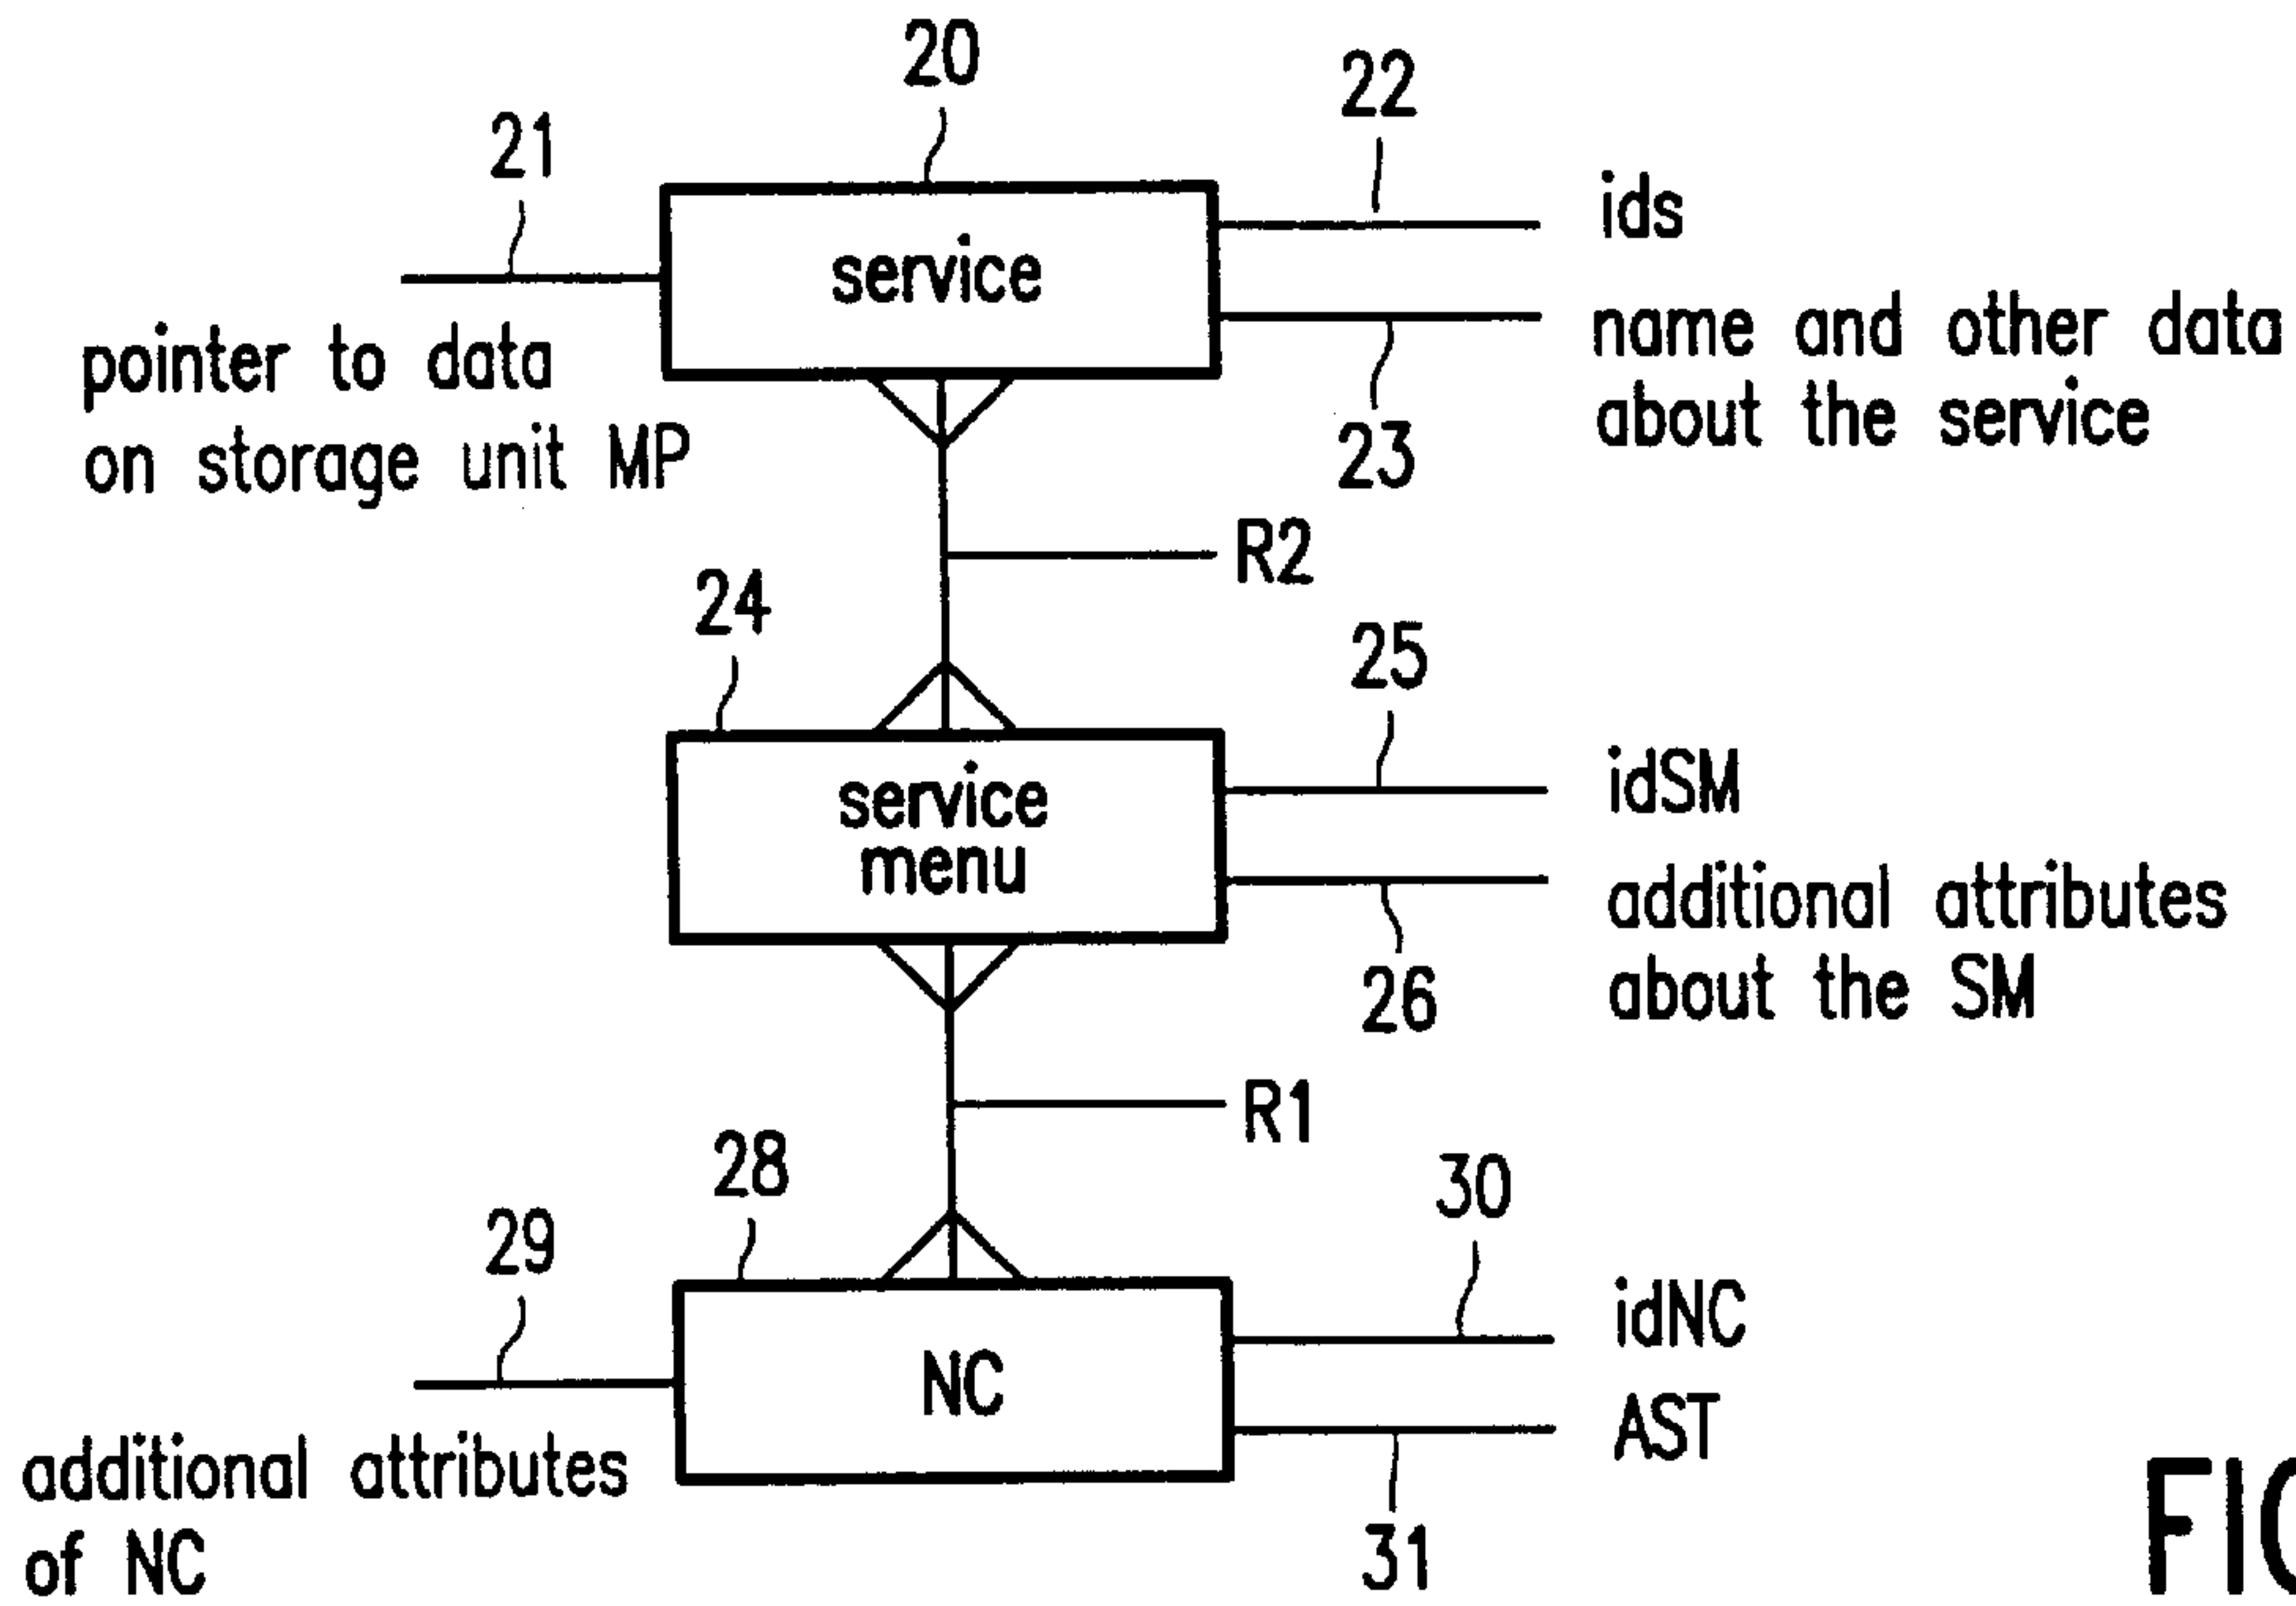 20
22
21
ids
service
name and other data
about the service
pointer to data
on storage unit MP
23
R2
24
25
idSM
service
menu
additional attributes
about the SM
26
R1
28
30
29
idNC
NC
AST
additional attributes
of NC
31